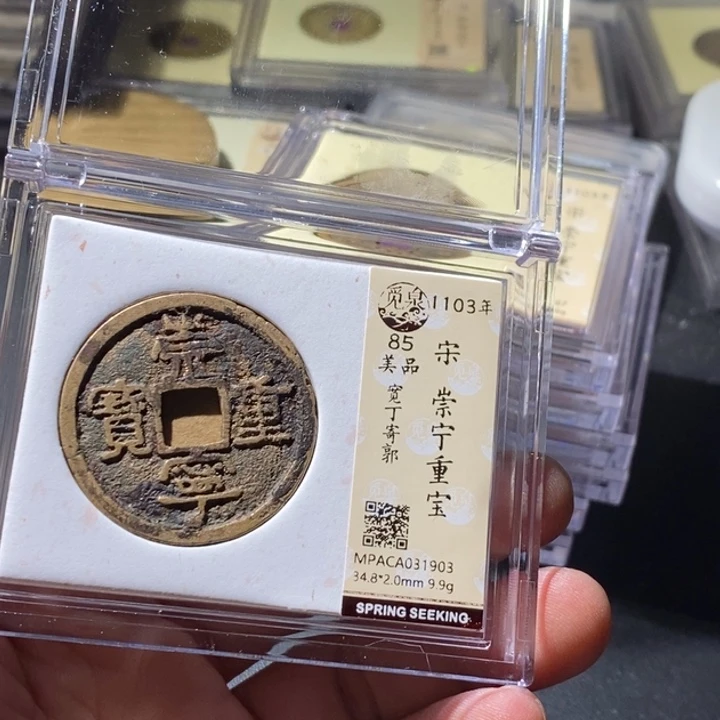 崇
寧
重
寶
觅泉
1103年
85
美品
宽丁寄郭
宋 崇宁重宝
MPACA031903
34.8*2.0mm 9.9g
SPRING SEEKING